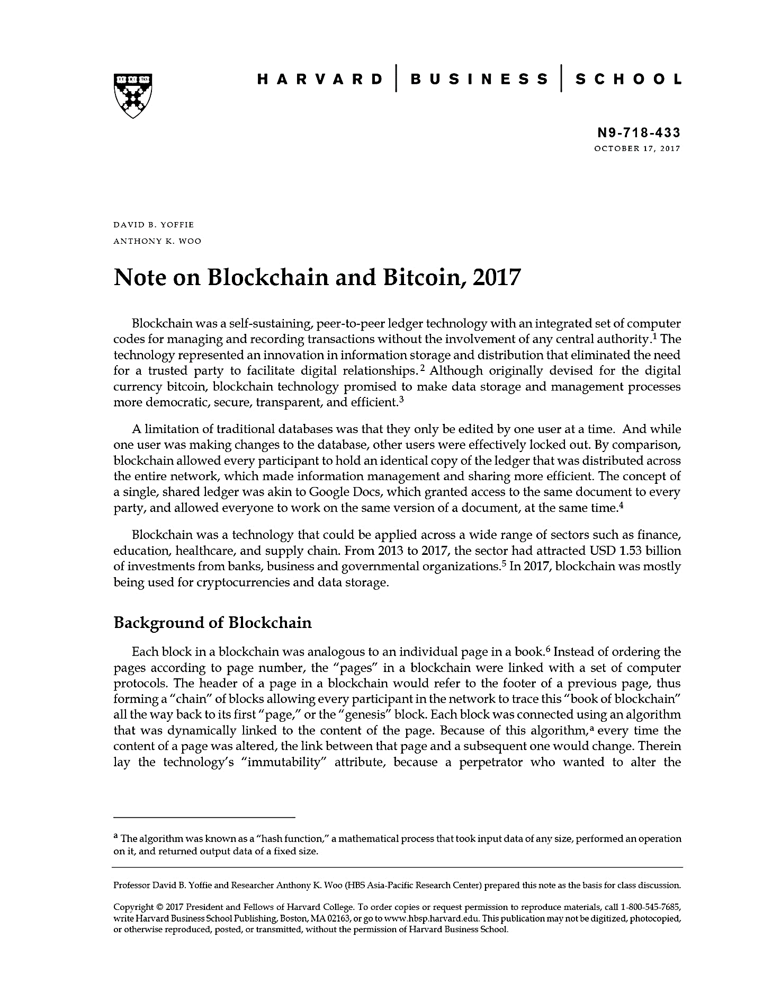 VE RI TAS
HARVARD | BUSINESS | SCHOOL
N9-718-433
OCTOBER 17, 2017
DAVID B. YOFFIE
ANTHONY K. WOO
Note on Blockchain and Bitcoin, 2017
Blockchain was a self-sustaining, peer-to-peer ledger technology with an integrated set of computer
codes for managing and recording transactions without the involvement of any central authority.1 The
technology represented an innovation in information storage and distribution that eliminated the need
for a trusted party to facilitate digital relationships.2 Although originally devised for the digital
currency bitcoin, blockchain technology promised to make data storage and management processes
more democratic, secure, transparent, and efficient.3
A limitation of traditional databases was that they only be edited by one user at a time. And while
one user was making changes to the database, other users were effectively locked out. By comparison,
blockchain allowed every participant to hold an identical copy of the ledger that was distributed across
the entire network, which made information management and sharing more efficient. The concept of
a single, shared ledger was akin to Google Docs, which granted access to the same document to every
party, and allowed everyone to work on the same version of a document, at the same time.4
Blockchain was a technology that could be applied across a wide range of sectors such as finance,
education, healthcare, and supply chain. From 2013 to 2017, the sector had attracted USD 1.53 billion
of investments from banks, business and governmental organizations.5 In 2017, blockchain was mostly
being used for cryptocurrencies and data storage.
Background of Blockchain
Each block in a blockchain was analogous to an individual page in a book.6 Instead of ordering the
pages according to page number, the “pages” in a blockchain were linked with a set of computer
protocols. The header of a page in a blockchain would refer to the footer of a previous page, thus
forming a “chain” of blocks allowing every participant in the network to trace this “book of blockchain”
all the way back to its first “page,” or the “genesis” block. Each block was connected using an algorithm
that was dynamically linked to the content of the page. Because of this algorithm,a every time the
content of a page was altered, the link between that page and a subsequent one would change. Therein
lay the technology’s “immutability” attribute, because a perpetrator who wanted to alter the
a The algorithm was known as a “hash function,” a mathematical process that took input data of any size, performed an operation
on it, and returned output data of a fixed size.
Professor David B. Yoffie and Researcher Anthony K. Woo (HBS Asia-Pacific Research Center) prepared this note as the basis for class discussion.
Copyright © 2017 President and Fellows of Harvard College. To order copies or request permission to reproduce materials, call 1-800-545-7685,
write Harvard Business School Publishing, Boston, MA 02163, or go to www.hbsp.harvard.edu. This publication may not be digitized, photocopied,
or otherwise reproduced, posted, or transmitted, without the permission of Harvard Business School.